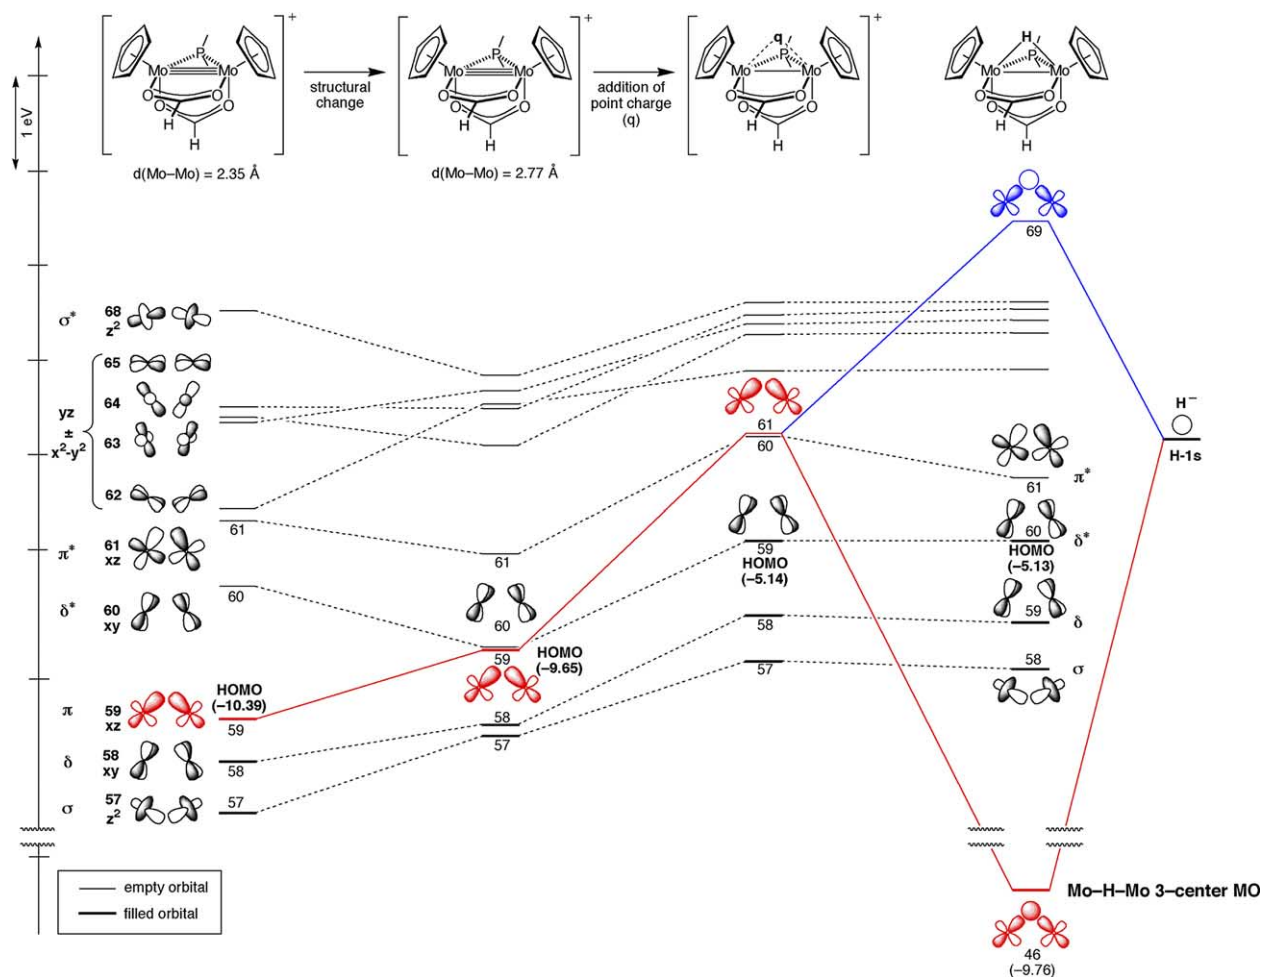 +
+
+
q
H
P
P
P
P
Mo
Mo
Mo
Mo
Mo
Mo
Mo
Mo
O
O
O
O
O
O
O
O
O
O
O
O
H
H
H
H
H
H
H
H
structural
change
addition of
point charge
(q)
d(Mo–Mo) = 2.35 Å
d(Mo–Mo) = 2.77 Å
1 eV
69
σ*
68
z²
65
64
63
62
yz
±
x²-y²
π*
61
xz
61
δ*
60
xy
60
π
59
xz
HOMO
(−10.39)
59
δ
58
xy
58
σ
57
z²
57
61
60
59
HOMO
(−9.65)
58
57
61
60
59
HOMO
(−5.14)
58
57
61
π*
60
δ*
HOMO
(−5.13)
59
δ
58
σ
H−
H-1s
Mo–H–Mo 3–center MO
46
(−9.76)
empty orbital
filled orbital